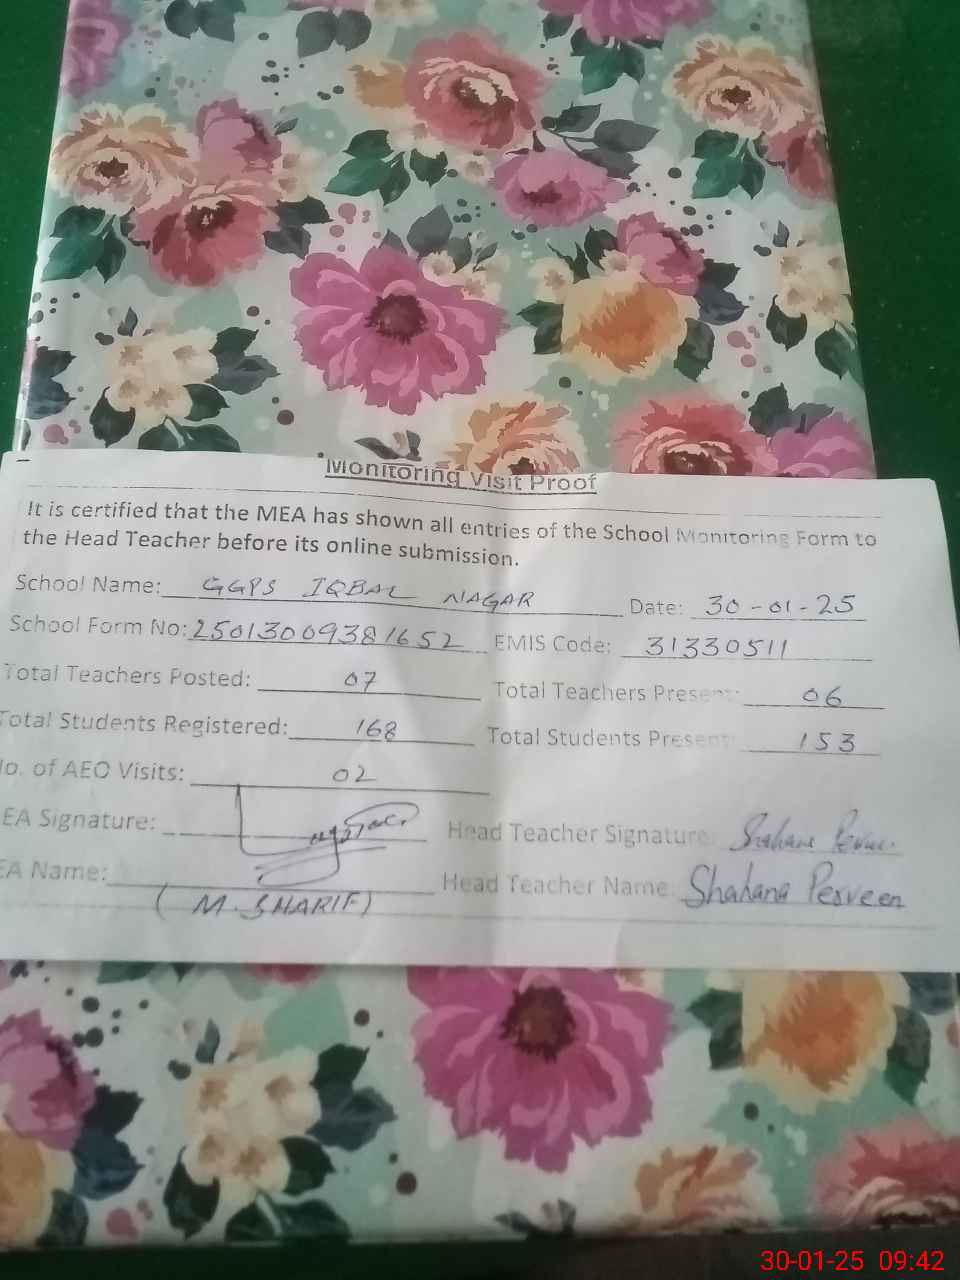 Monitoring Visit Proof
It is certified that the MEA has shown all entries of the School Monitoring Form to
the Head Teacher before its online submission.
School Name: GGPS IQBAL NAGAR Date: 30-01-25
School Form No: 25013009381652 EMIS Code: 31330511
Total Teachers Posted: 07 Total Teachers Present: 06
Total Students Registered: 168 Total Students Present: 153
No. of AEO Visits: 02
EA Signature: Head Teacher Signature: Shahana Perveen
EA Name: Head Teacher Name: Shahana Perveen
(M. SHARIF)
30-01-25 09:42